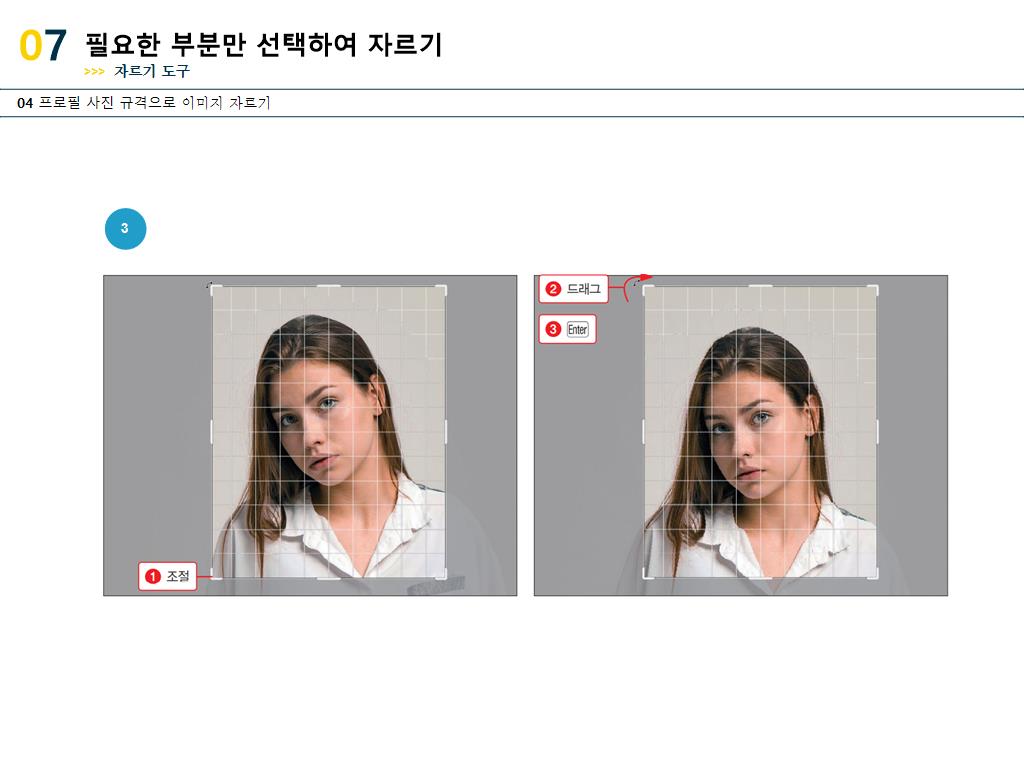 07 필요한 부분만 선택하여 자르기
>>> 자르기 도구
04 프로필 사진 규격으로 이미지 자르기
3
2 드래그
3 Enter
1 조절